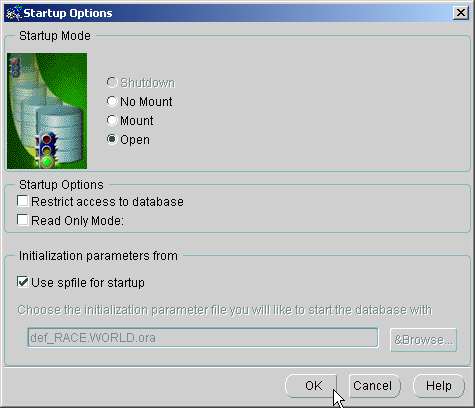 Startup Options
Startup Mode
Shutdown
No Mount
Mount
Open
Startup Options
Restrict access to database
Read Only Mode:
Initialization parameters from
Use spfile for startup
Choose the initialization parameter file you will like to start the database with
def_RACE.WORLD.ora
&Browse...
OK
Cancel
Help